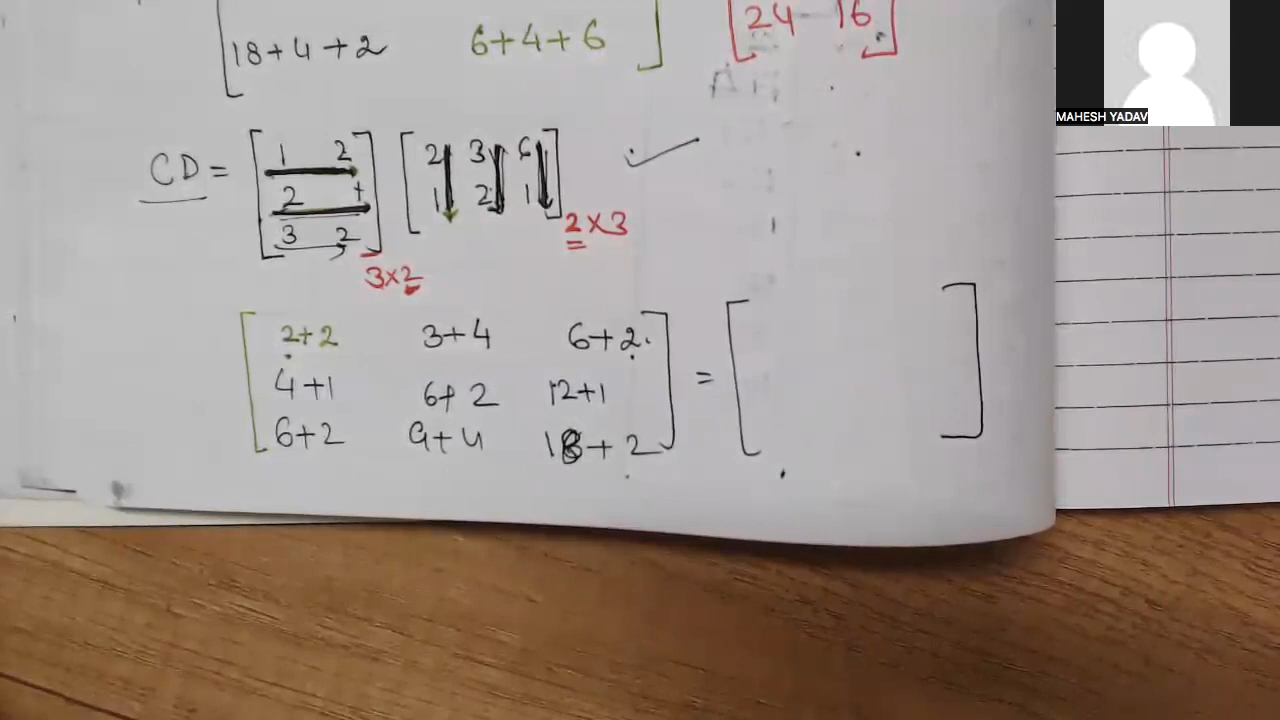 18+4+2 6+4+6
24 16
CD = 1 2 2 3 6
2 1 1 2 1
3 2
3×2 2×3
2+2 3+4 6+2
4+1 6+2 12+1 =
6+2 9+4 18+2
MAHESH YADAV